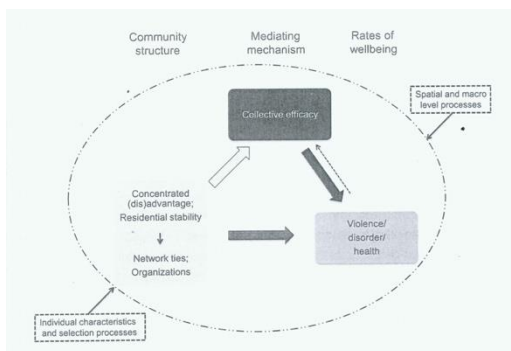 Community
structure
Mediating
mechanism
Rates of
wellbeing
Spatial and macro
level processes
Collective efficacy
Concentrated
(dis)advantage;
Residential stability
Network ties;
Organizations
Violence/
disorder/
health
Individual characteristics
and selection processes